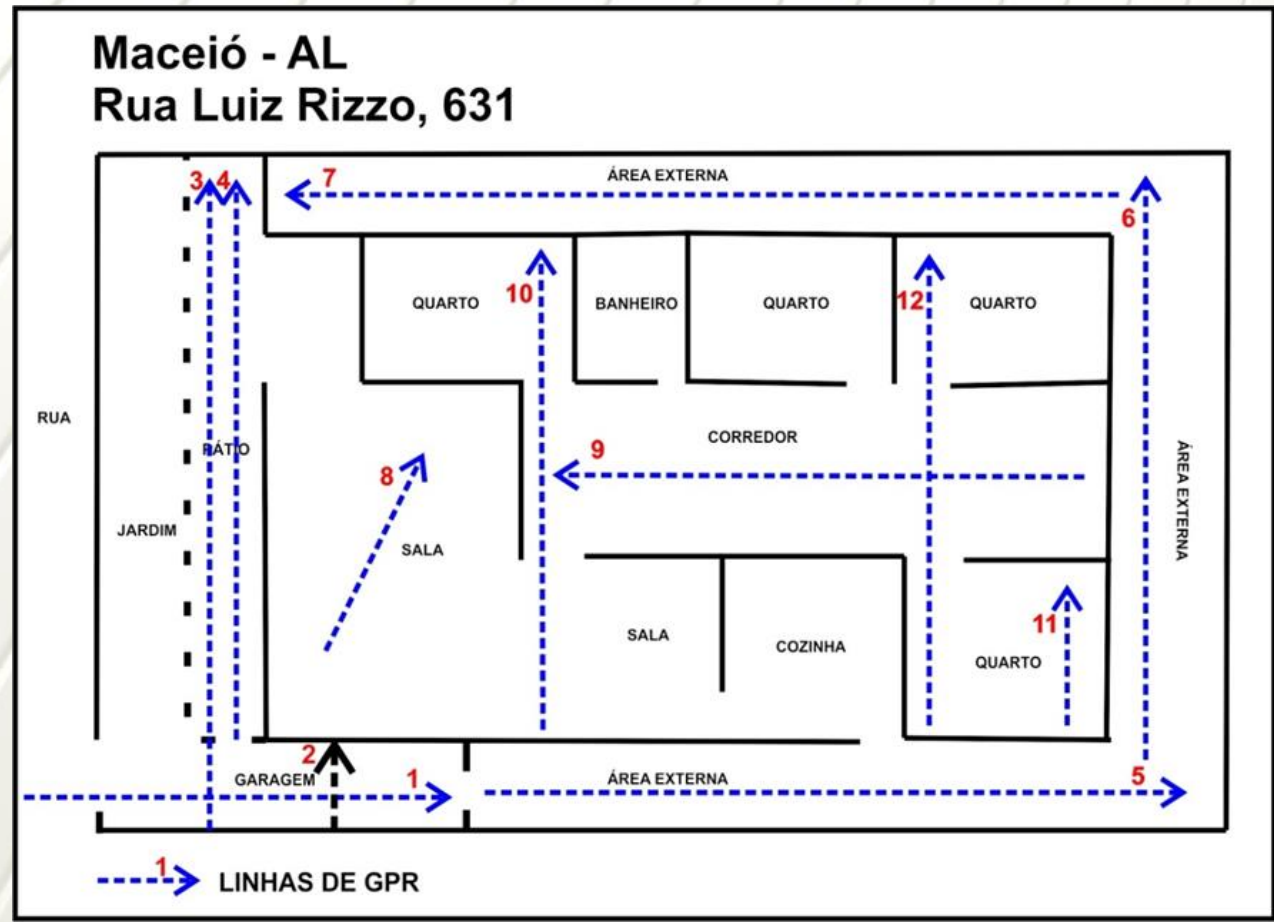 Maceió - AL
Rua Luiz Rizzo, 631
3 4
7
ÁREA EXTERNA
6
10
QUARTO
BANHEIRO
QUARTO
12
QUARTO
RUA
PÁTIO
8
9
CORREDOR
ÁREA EXTERNA
JARDIM
SALA
SALA
COZINHA
11
QUARTO
2
GARAGEM
1
ÁREA EXTERNA
5
1
LINHAS DE GPR